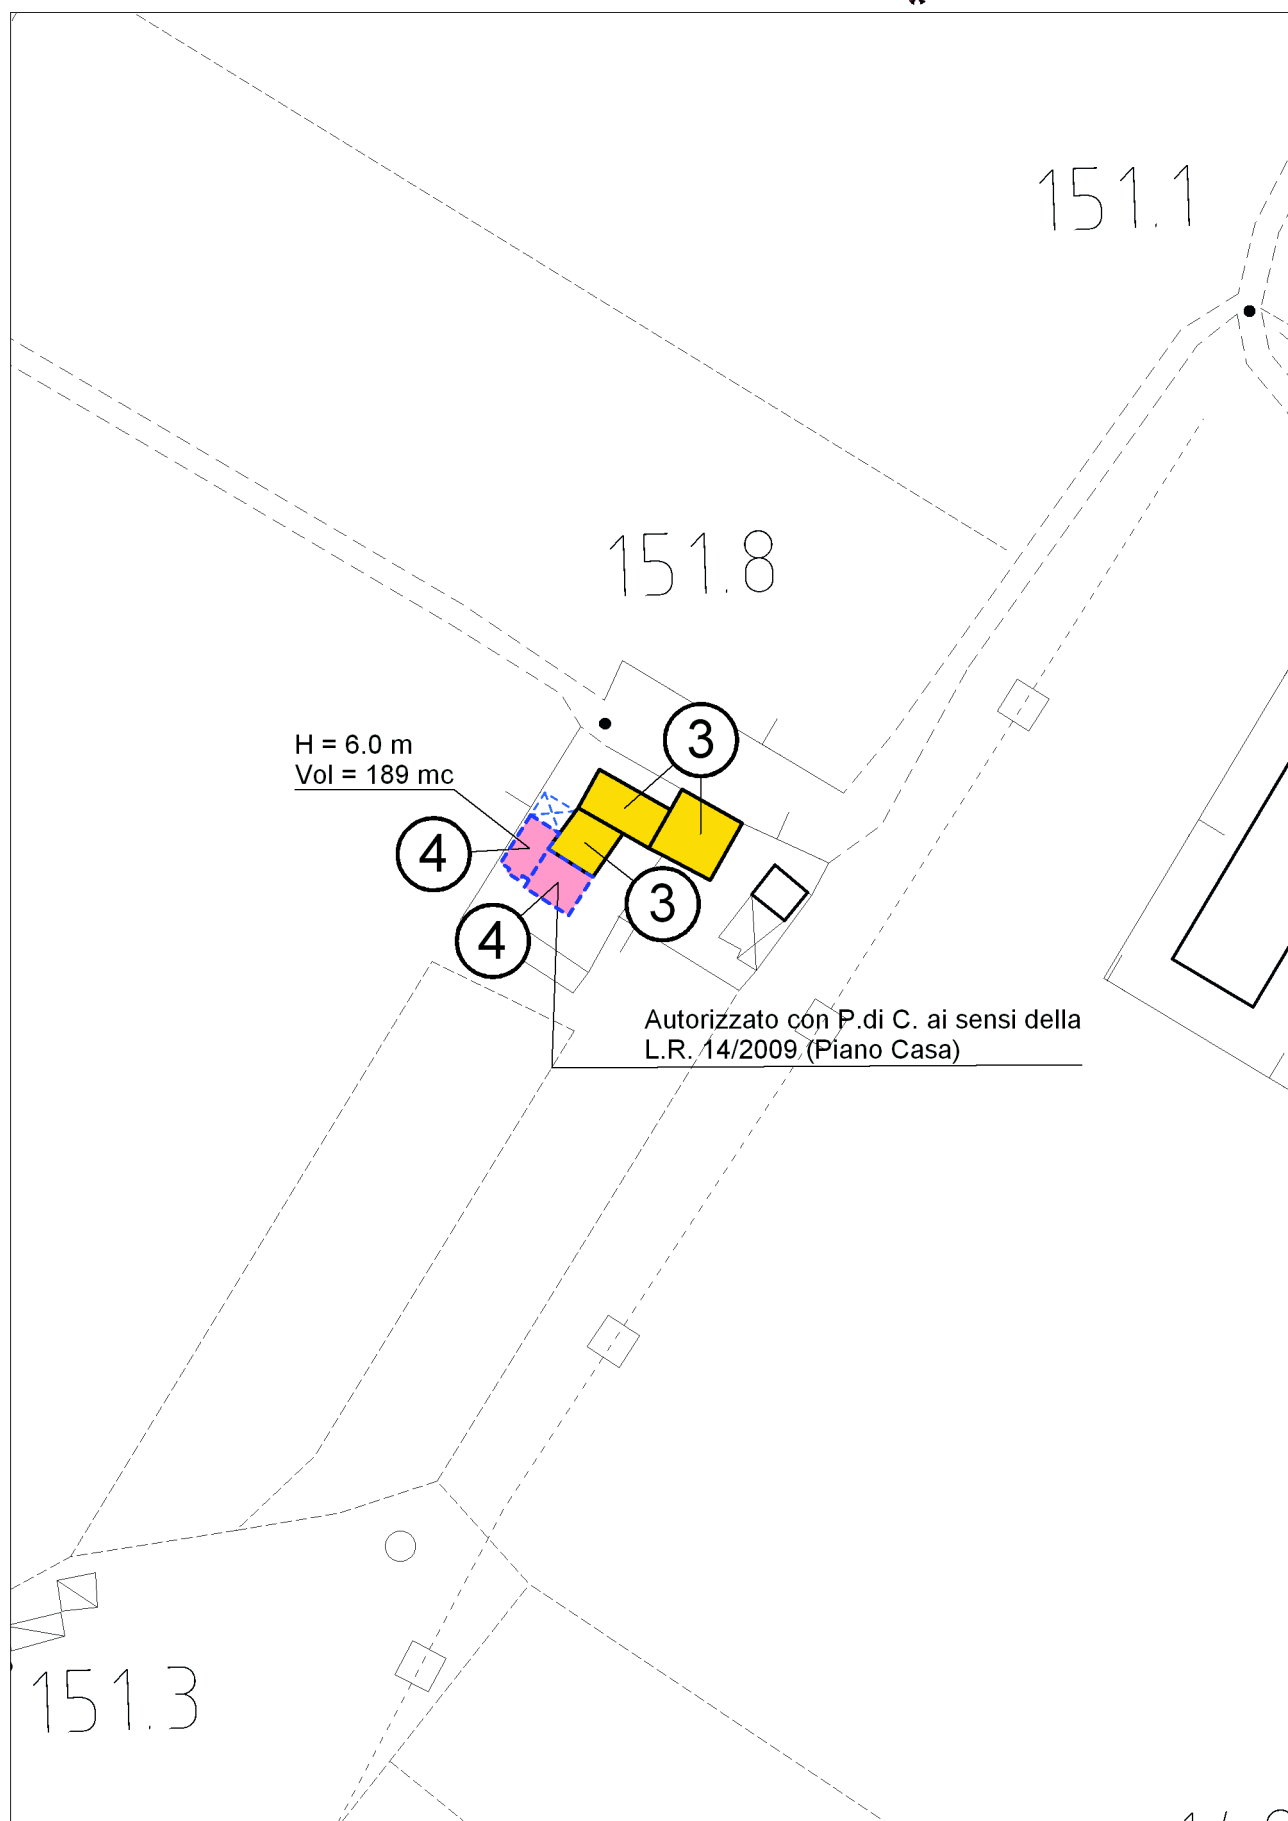 151.1
151.8
3
H = 6.0 m
Vol = 189 mc
4
3
4
Autorizzato con P.di C. ai sensi della
L.R. 14/2009 (Piano Casa)
151.3